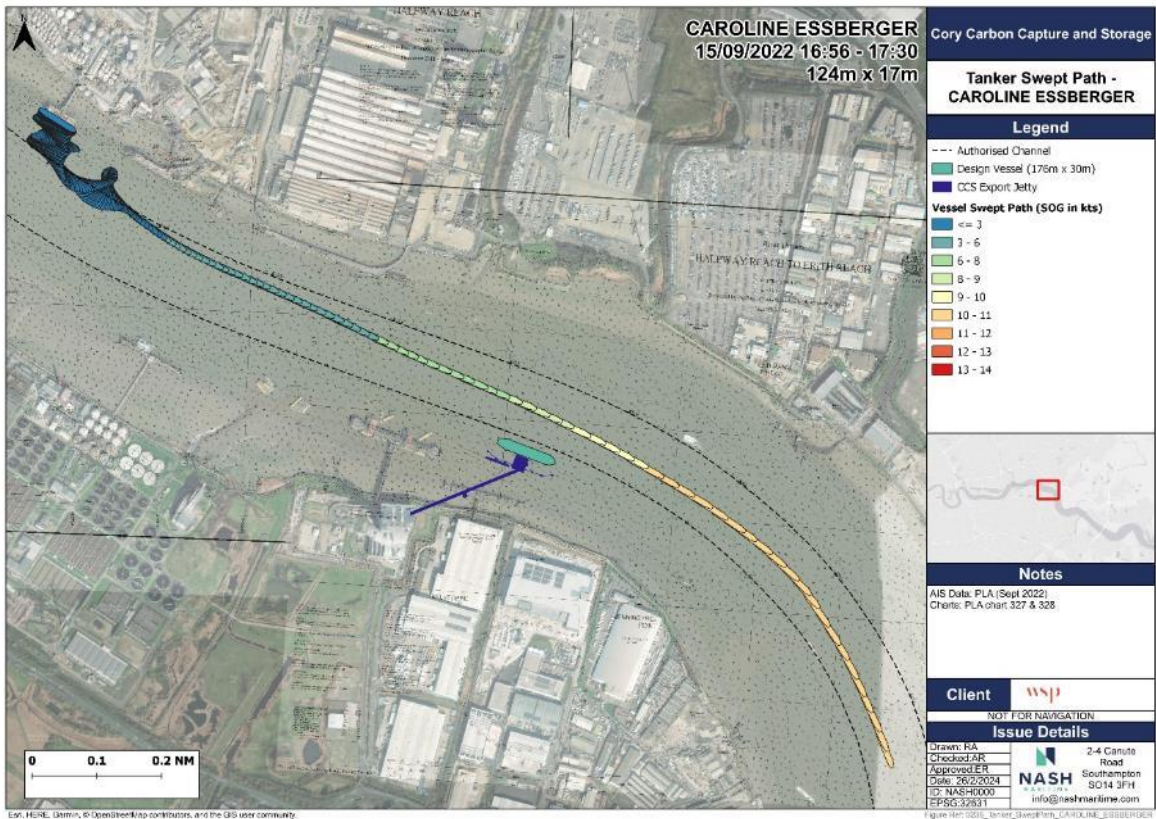 CAROLINE ESSBERGER
15/09/2022 16:56 - 17:30
124m x 17m
HALFWAY REACH
HALFWAY REACH TO ERITH REACH
0 0.1 0.2 NM
Esri, HERE, Garmin, © OpenStreetMap contributors, and the GIS user community.
Cory Carbon Capture and Storage
Tanker Swept Path -
CAROLINE ESSBERGER
Legend
Authorised Channel
Design Vessel (176m x 30m)
CCS Export Jetty
Vessel Swept Path (SOG in kts)
<= 3
3 - 6
6 - 8
8 - 9
9 - 10
10 - 11
11 - 12
12 - 13
13 - 14
Notes
AIS Data: PLA (Sept 2022)
Charts: PLA chart 327 & 328
Client
wsp
NOT FOR NAVIGATION
Issue Details
Drawn: RA
Checked:AR
Approved:ER
Date: 26/2/2024
ID: NASH0000
EPSG:32631
NASH
MARITIME
2-4 Canute
Road
Southampton
SO14 3FH
info@nashmaritime.com